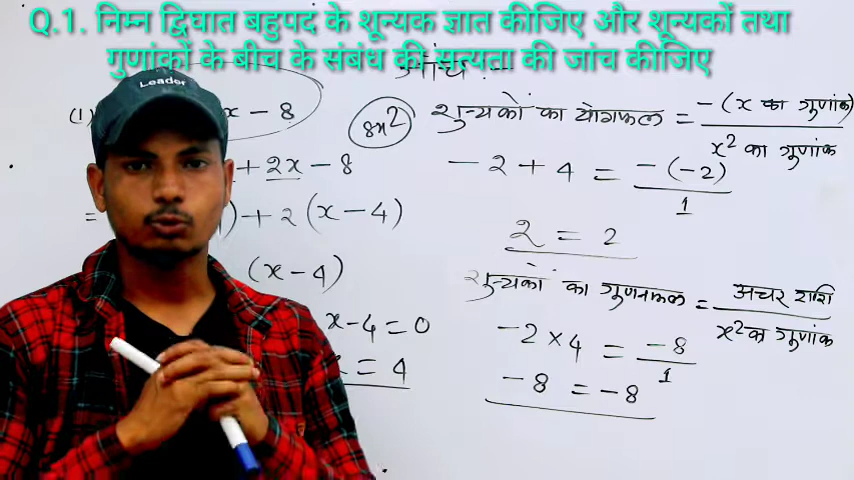 Q.1. निम्न द्विघात बहुपद के शून्यक ज्ञात कीजिए और शून्यकों तथा
गुणांकों के बीच के संबंध की सत्यता की जांच कीजिए
Leader
जांच :-
(1)
x - 8
+ 2x - 8
=
) + 2 (x - 4)
(x - 4)
x - 4 = 0
= 4
8x²
शुन्यकों का योगफल = -(x का गुणांक)
x² का गुणांक
- 2 + 4 = -(-2)
1
2 = 2
शुन्यकों का गुणनफल = अचर राशि
x² का गुणांक
-2 × 4 = -8
1
-8 = -8